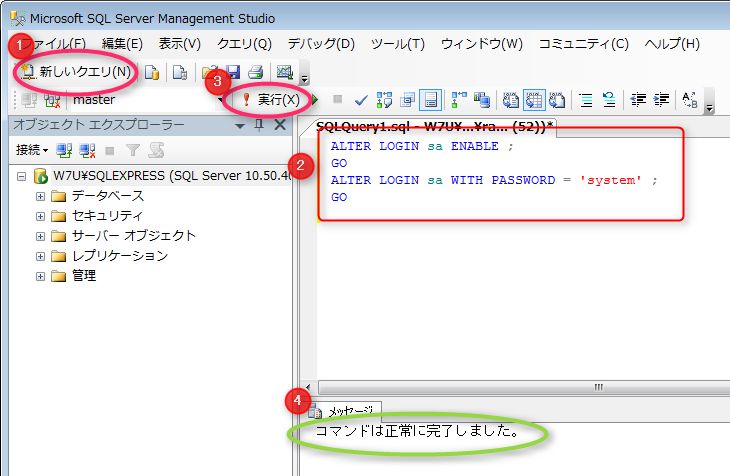 Microsoft SQL Server Management Studio
1
ファイル(F) 編集(E) 表示(V) クエリ(Q) デバッグ(D) ツール(T) ウィンドウ(W) コミュニティ(C) ヘルプ(H)
新しいクエリ(N)
3
master
実行(X)
オブジェクト エクスプローラー
SQLQuery1.sql - W7U¥...¥ra... (52))*
接続
2
ALTER LOGIN sa ENABLE ;
GO
ALTER LOGIN sa WITH PASSWORD = 'system' ;
GO
W7U¥SQLEXPRESS (SQL Server 10.50.40
データベース
セキュリティ
サーバー オブジェクト
レプリケーション
管理
4
メッセージ
コマンドは正常に完了しました。